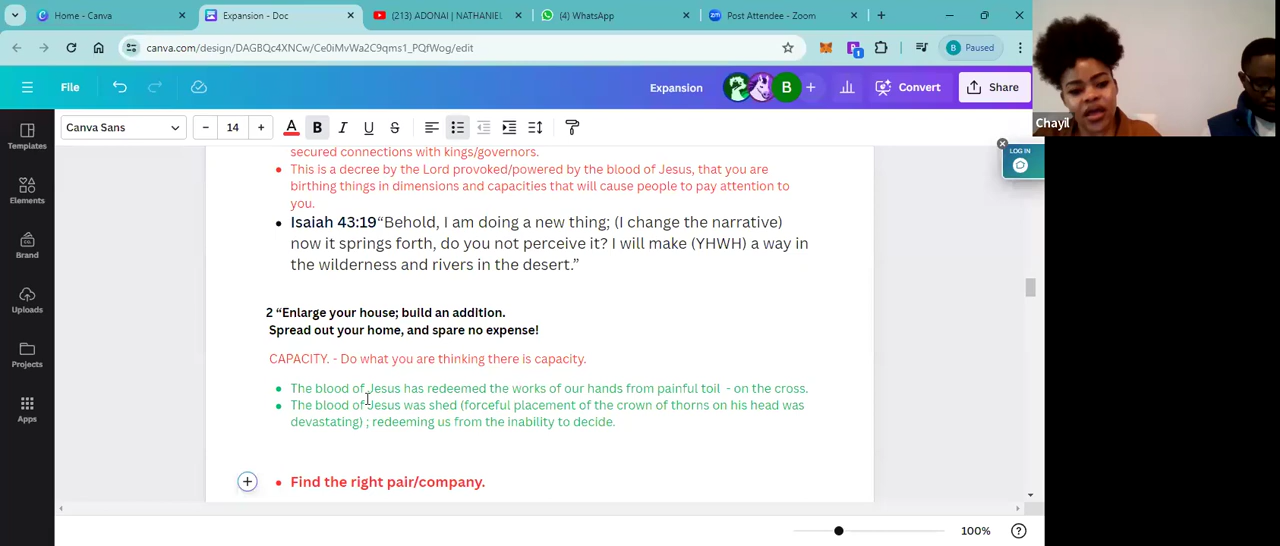 Home - Canva
Expansion - Doc
(213) ADONAI | NATHANIEL
(4) WhatsApp
Post Attendee - Zoom
canva.com/design/DAGBQc4XNCw/Ce0iMvWa2C9qms1_PQfWog/edit
1
B
Paused
File
Expansion
B
Convert
Share
Chayil
Canva Sans
14
A
B
I
U
S
LOG IN
Templates
Elements
Brand
Uploads
Projects
Apps
secured connections with kings/governors.
• This is a decree by the Lord provoked/powered by the blood of Jesus, that you are
birthing things in dimensions and capacities that will cause people to pay attention to
you.
• Isaiah 43:19“Behold, I am doing a new thing; (I change the narrative)
now it springs forth, do you not perceive it? I will make (YHWH) a way in
the wilderness and rivers in the desert.”
2 “Enlarge your house; build an addition.
Spread out your home, and spare no expense!
CAPACITY. - Do what you are thinking there is capacity.
• The blood of Jesus has redeemed the works of our hands from painful toil - on the cross.
• The blood of Jesus was shed (forceful placement of the crown of thorns on his head was
devastating) ; redeeming us from the inability to decide.
• Find the right pair/company.
100%